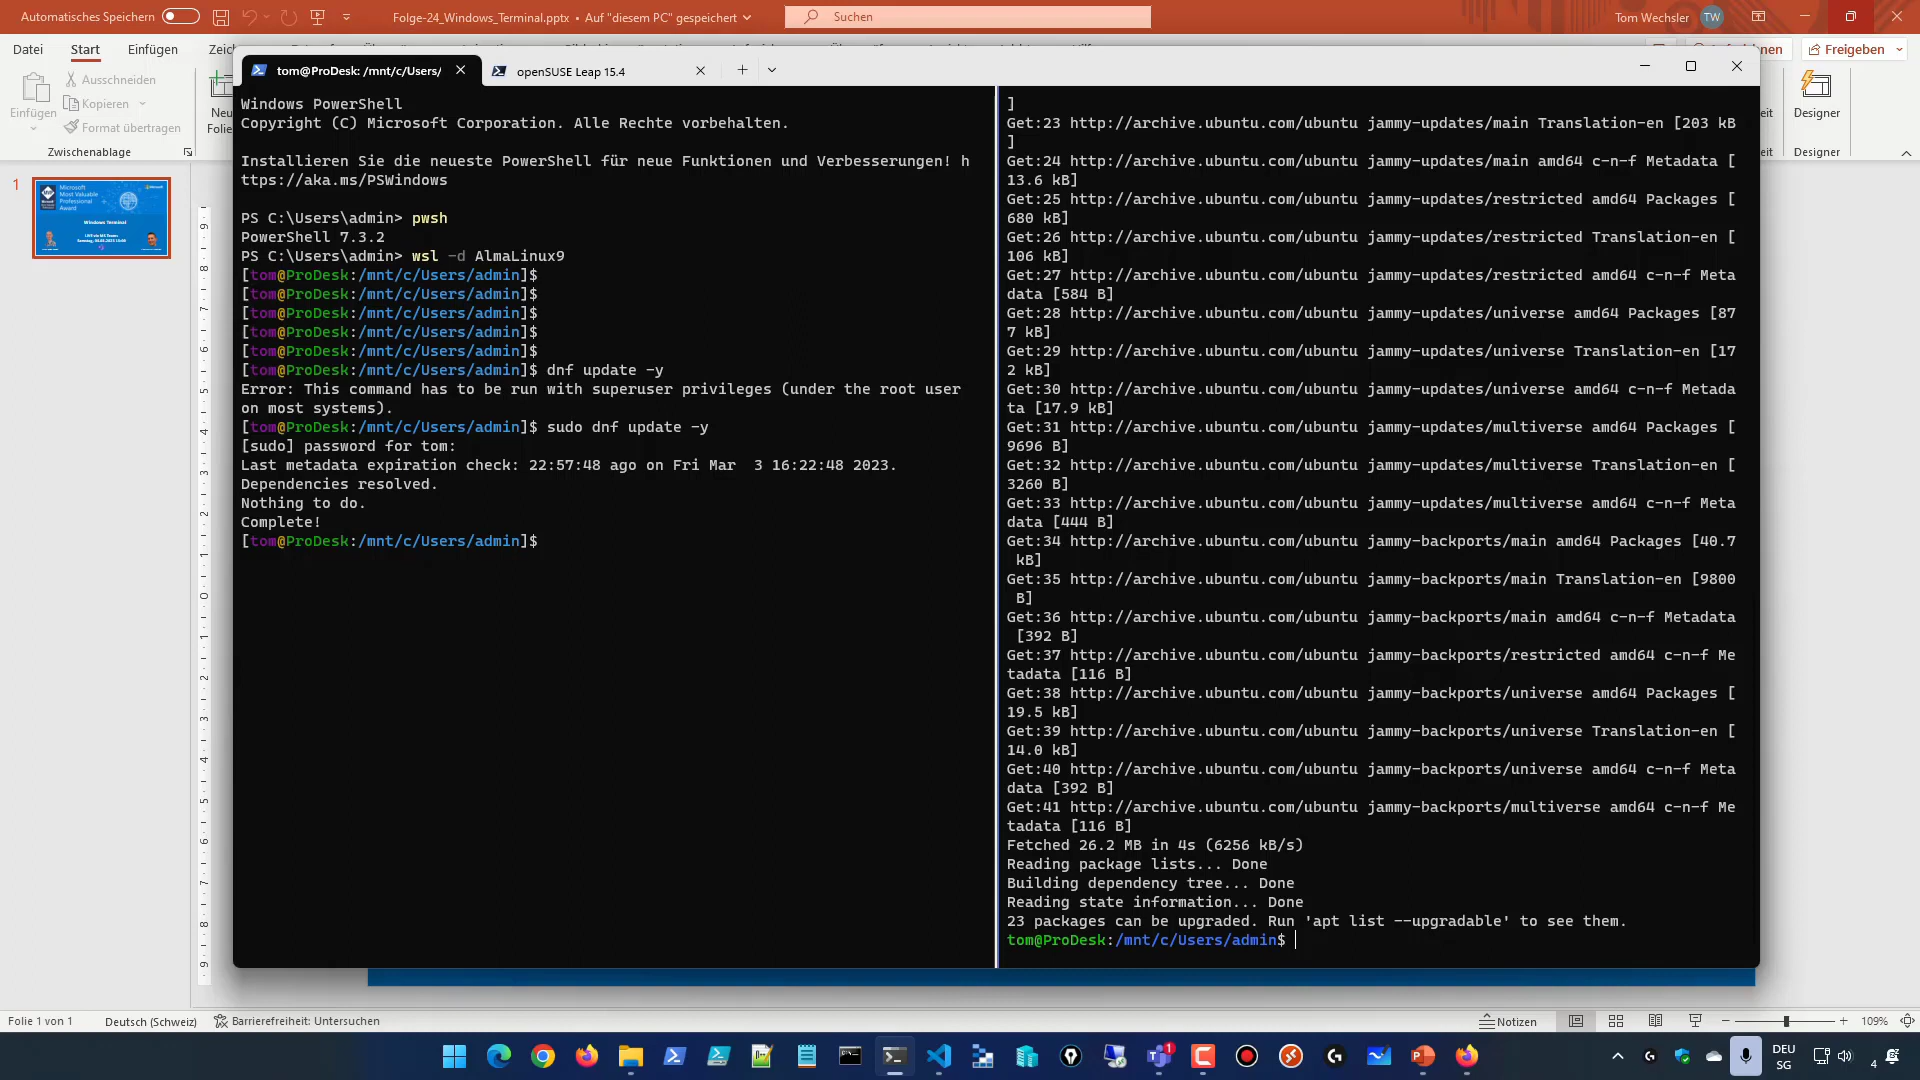 Automatisches Speichern
Folge-24_Windows_Terminal.pptx • Auf "diesem PC" gespeichert
Suchen
Tom Wechsler
TW
Datei
Start
Einfügen
Zeich
Freigeben
Einfügen
Ausschneiden
Kopieren
Format übertragen
Zwischenablage
Neu
Folie
Designer
Designer
tom@ProDesk: /mnt/c/Users/
openSUSE Leap 15.4
Windows PowerShell
Copyright (C) Microsoft Corporation. Alle Rechte vorbehalten.
Installieren Sie die neueste PowerShell für neue Funktionen und Verbesserungen! h
ttps://aka.ms/PSWindows
PS C:\Users\admin> pwsh
PowerShell 7.3.2
PS C:\Users\admin> wsl -d AlmaLinux9
[tom@ProDesk:/mnt/c/Users/admin]$
[tom@ProDesk:/mnt/c/Users/admin]$
[tom@ProDesk:/mnt/c/Users/admin]$
[tom@ProDesk:/mnt/c/Users/admin]$
[tom@ProDesk:/mnt/c/Users/admin]$
[tom@ProDesk:/mnt/c/Users/admin]$ dnf update -y
Error: This command has to be run with superuser privileges (under the root user
on most systems).
[tom@ProDesk:/mnt/c/Users/admin]$ sudo dnf update -y
[sudo] password for tom:
Last metadata expiration check: 22:57:48 ago on Fri Mar  3 16:22:48 2023.
Dependencies resolved.
Nothing to do.
Complete!
[tom@ProDesk:/mnt/c/Users/admin]$
]
Get:23 http://archive.ubuntu.com/ubuntu jammy-updates/main Translation-en [203 kB
]
Get:24 http://archive.ubuntu.com/ubuntu jammy-updates/main amd64 c-n-f Metadata [
13.6 kB]
Get:25 http://archive.ubuntu.com/ubuntu jammy-updates/restricted amd64 Packages [
680 kB]
Get:26 http://archive.ubuntu.com/ubuntu jammy-updates/restricted Translation-en [
106 kB]
Get:27 http://archive.ubuntu.com/ubuntu jammy-updates/restricted amd64 c-n-f Meta
data [584 B]
Get:28 http://archive.ubuntu.com/ubuntu jammy-updates/universe amd64 Packages [87
7 kB]
Get:29 http://archive.ubuntu.com/ubuntu jammy-updates/universe Translation-en [17
2 kB]
Get:30 http://archive.ubuntu.com/ubuntu jammy-updates/universe amd64 c-n-f Metada
ta [17.9 kB]
Get:31 http://archive.ubuntu.com/ubuntu jammy-updates/multiverse amd64 Packages [
9696 B]
Get:32 http://archive.ubuntu.com/ubuntu jammy-updates/multiverse Translation-en [
3260 B]
Get:33 http://archive.ubuntu.com/ubuntu jammy-updates/multiverse amd64 c-n-f Meta
data [444 B]
Get:34 http://archive.ubuntu.com/ubuntu jammy-backports/main amd64 Packages [40.7
kB]
Get:35 http://archive.ubuntu.com/ubuntu jammy-backports/main Translation-en [9800
B]
Get:36 http://archive.ubuntu.com/ubuntu jammy-backports/main amd64 c-n-f Metadata
[392 B]
Get:37 http://archive.ubuntu.com/ubuntu jammy-backports/restricted amd64 c-n-f Me
tadata [116 B]
Get:38 http://archive.ubuntu.com/ubuntu jammy-backports/universe amd64 Packages [
19.5 kB]
Get:39 http://archive.ubuntu.com/ubuntu jammy-backports/universe Translation-en [
14.0 kB]
Get:40 http://archive.ubuntu.com/ubuntu jammy-backports/universe amd64 c-n-f Meta
data [392 B]
Get:41 http://archive.ubuntu.com/ubuntu jammy-backports/multiverse amd64 c-n-f Me
tadata [116 B]
Fetched 26.2 MB in 4s (6256 kB/s)
Reading package lists... Done
Building dependency tree... Done
Reading state information... Done
23 packages can be upgraded. Run 'apt list --upgradable' to see them.
tom@ProDesk:/mnt/c/Users/admin$
1
Microsoft
Most Valuable
Professional
Award
Windows Terminal
Folie 1 von 1
Deutsch (Schweiz)
Barrierefreiheit: Untersuchen
Notizen
109%
1
DEU
SG
4